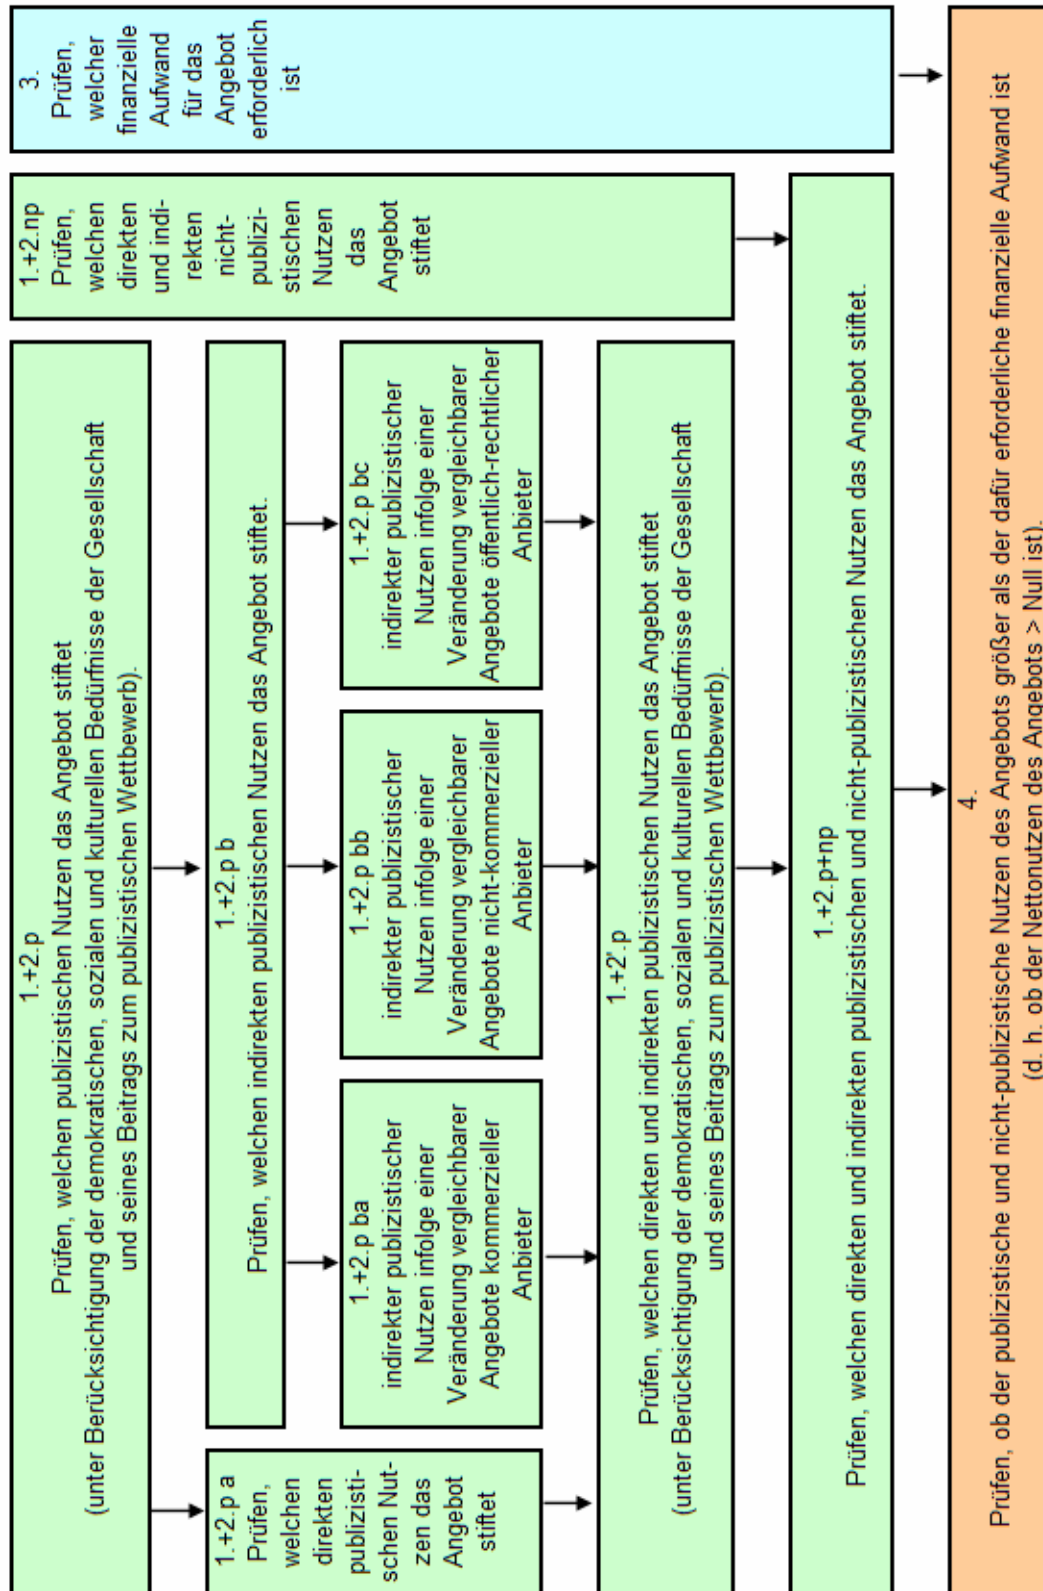 1.+2.p
Prüfen, welchen publizistischen Nutzen das Angebot stiftet
(unter Berücksichtigung der demokratischen, sozialen und kulturellen Bedürfnisse der Gesellschaft
und seines Beitrags zum publizistischen Wettbewerb).
1.+2.np
Prüfen,
welchen
direkten
und indi-
rekten
nicht-
publizi-
stischen
Nutzen
das
Angebot
stiftet
3.
Prüfen,
welcher
finanzielle
Aufwand
für das
Angebot
erforderlich
ist
1.+2.p a
Prüfen,
welchen
direkten
publizisti-
schen Nut-
zen das
Angebot
stiftet
1.+2.p b
Prüfen, welchen indirekten publizistischen Nutzen das Angebot stiftet.
1.+2.p ba
indirekter publizistischer
Nutzen infolge einer
Veränderung vergleichbarer
Angebote kommerzieller
Anbieter
1.+2.p bb
indirekter publizistischer
Nutzen infolge einer
Veränderung vergleichbarer
Angebote nicht-kommerzieller
Anbieter
1.+2.p bc
indirekter publizistischer
Nutzen infolge einer
Veränderung vergleichbarer
Angebote öffentlich-rechtlicher
Anbieter
1.+2'.p
Prüfen, welchen direkten und indirekten publizistischen Nutzen das Angebot stiftet
(unter Berücksichtigung der demokratischen, sozialen und kulturellen Bedürfnisse der Gesellschaft
und seines Beitrags zum publizistischen Wettbewerb).
1.+2.p+np
Prüfen, welchen direkten und indirekten publizistischen und nicht-publizistischen Nutzen das Angebot stiftet.
4.
Prüfen, ob der publizistische und nicht-publizistische Nutzen des Angebots größer als der dafür erforderliche finanzielle Aufwand ist
(d. h. ob der Nettonutzen des Angebots > Null ist).